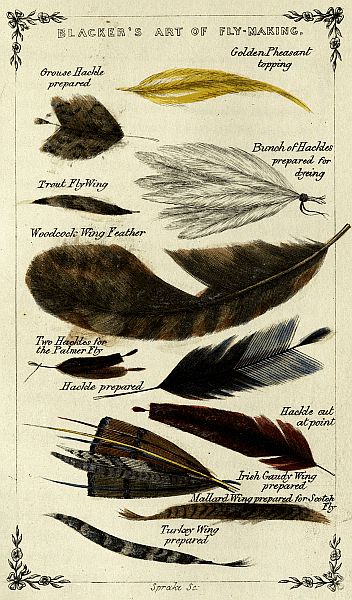 BLACKER'S ART OF FLY-MAKING.
Golden Pheasant
topping
Grouse Hackle
prepared
Bunch of Hackles
prepared for
dyeing
Trout Fly Wing
Woodcock Wing Feather
Two Hackles for
the Palmer Fly
Hackle prepared
Hackle cut
at point
Irish Gaudy Wing
prepared
Mallard Wing prepared for Scotch
Fly
Turkey Wing
prepared
Sprake Sc.